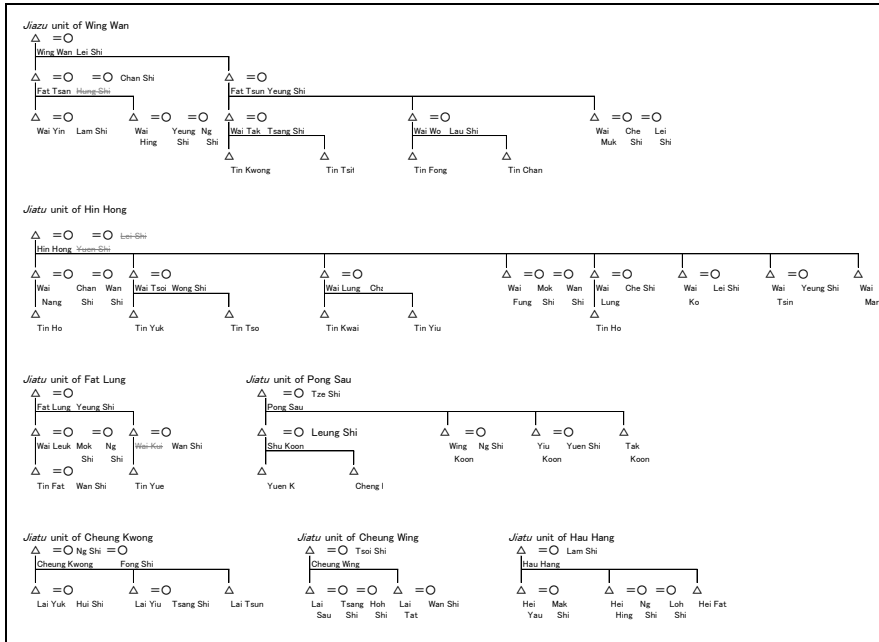 Jiazu unit of Wing Wan
Wing Wan Lei Shi
Chan Shi
Fat Tsan Hung Shi Fat Tsun Yeung Shi
Wai Yin Lam Shi Wai Yeung Ng Wai Tak Tsang Shi Wai Wo Lau Shi Wai Che Lei
Hing Shi Shi Muk Shi Shi
Tin Kwong Tin Tsit Tin Fong Tin Chan
Jiatu unit of Hin Hong
Lei Shi
Hin Hong Yuen Shi
Wai Chan Wan Wai Tsoi Wong Shi Wai Lung Wai Mok Wan Wai Che Shi Wai Lei Shi Wai Yeung Shi Wai
Nang Shi Shi Fung Shi Shi Lung Ko Tsin Man
Tin Ho Tin Yuk Tin Tso Tin Kwai Tin Yiu Tin Ho
Jiatu unit of Fat Lung Jiatu unit of Pong Sau
Tze Shi
Fat Lung Yeung Shi Pong Sau
Leung Shi
Wai Leuk Mok Ng Wai Kui Wan Shi Shu Koon Wing Ng Shi Yiu Yuen Shi Tak
Shi Shi Koon Koon Koon
Tin Fat Wan Shi Tin Yue Yuen K Cheng
Jiatu unit of Cheung Kwong Jiatu unit of Cheung Wing Jiatu unit of Hau Hang
Ng Shi Tsoi Shi Lam Shi
Cheung Kwong Fong Shi Cheung Wing Hau Hang
Lai Yuk Hui Shi Lai Yiu Tsang Shi Lai Tsun Lai Tsang Hoh Lai Wan Shi Hei Mak Hei Ng Loh Hei Fat
Sau Shi Shi Tat Yau Shi Hing Shi Shi